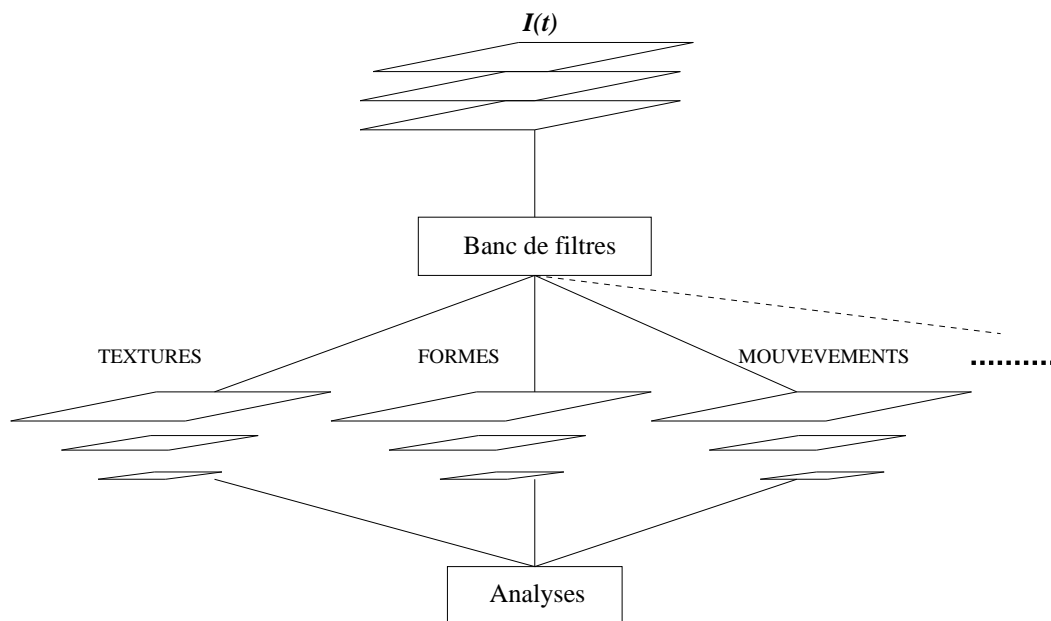 I(t)
Banc de filtres
TEXTURES
FORMES
MOUVEVEMENTS
Analyses